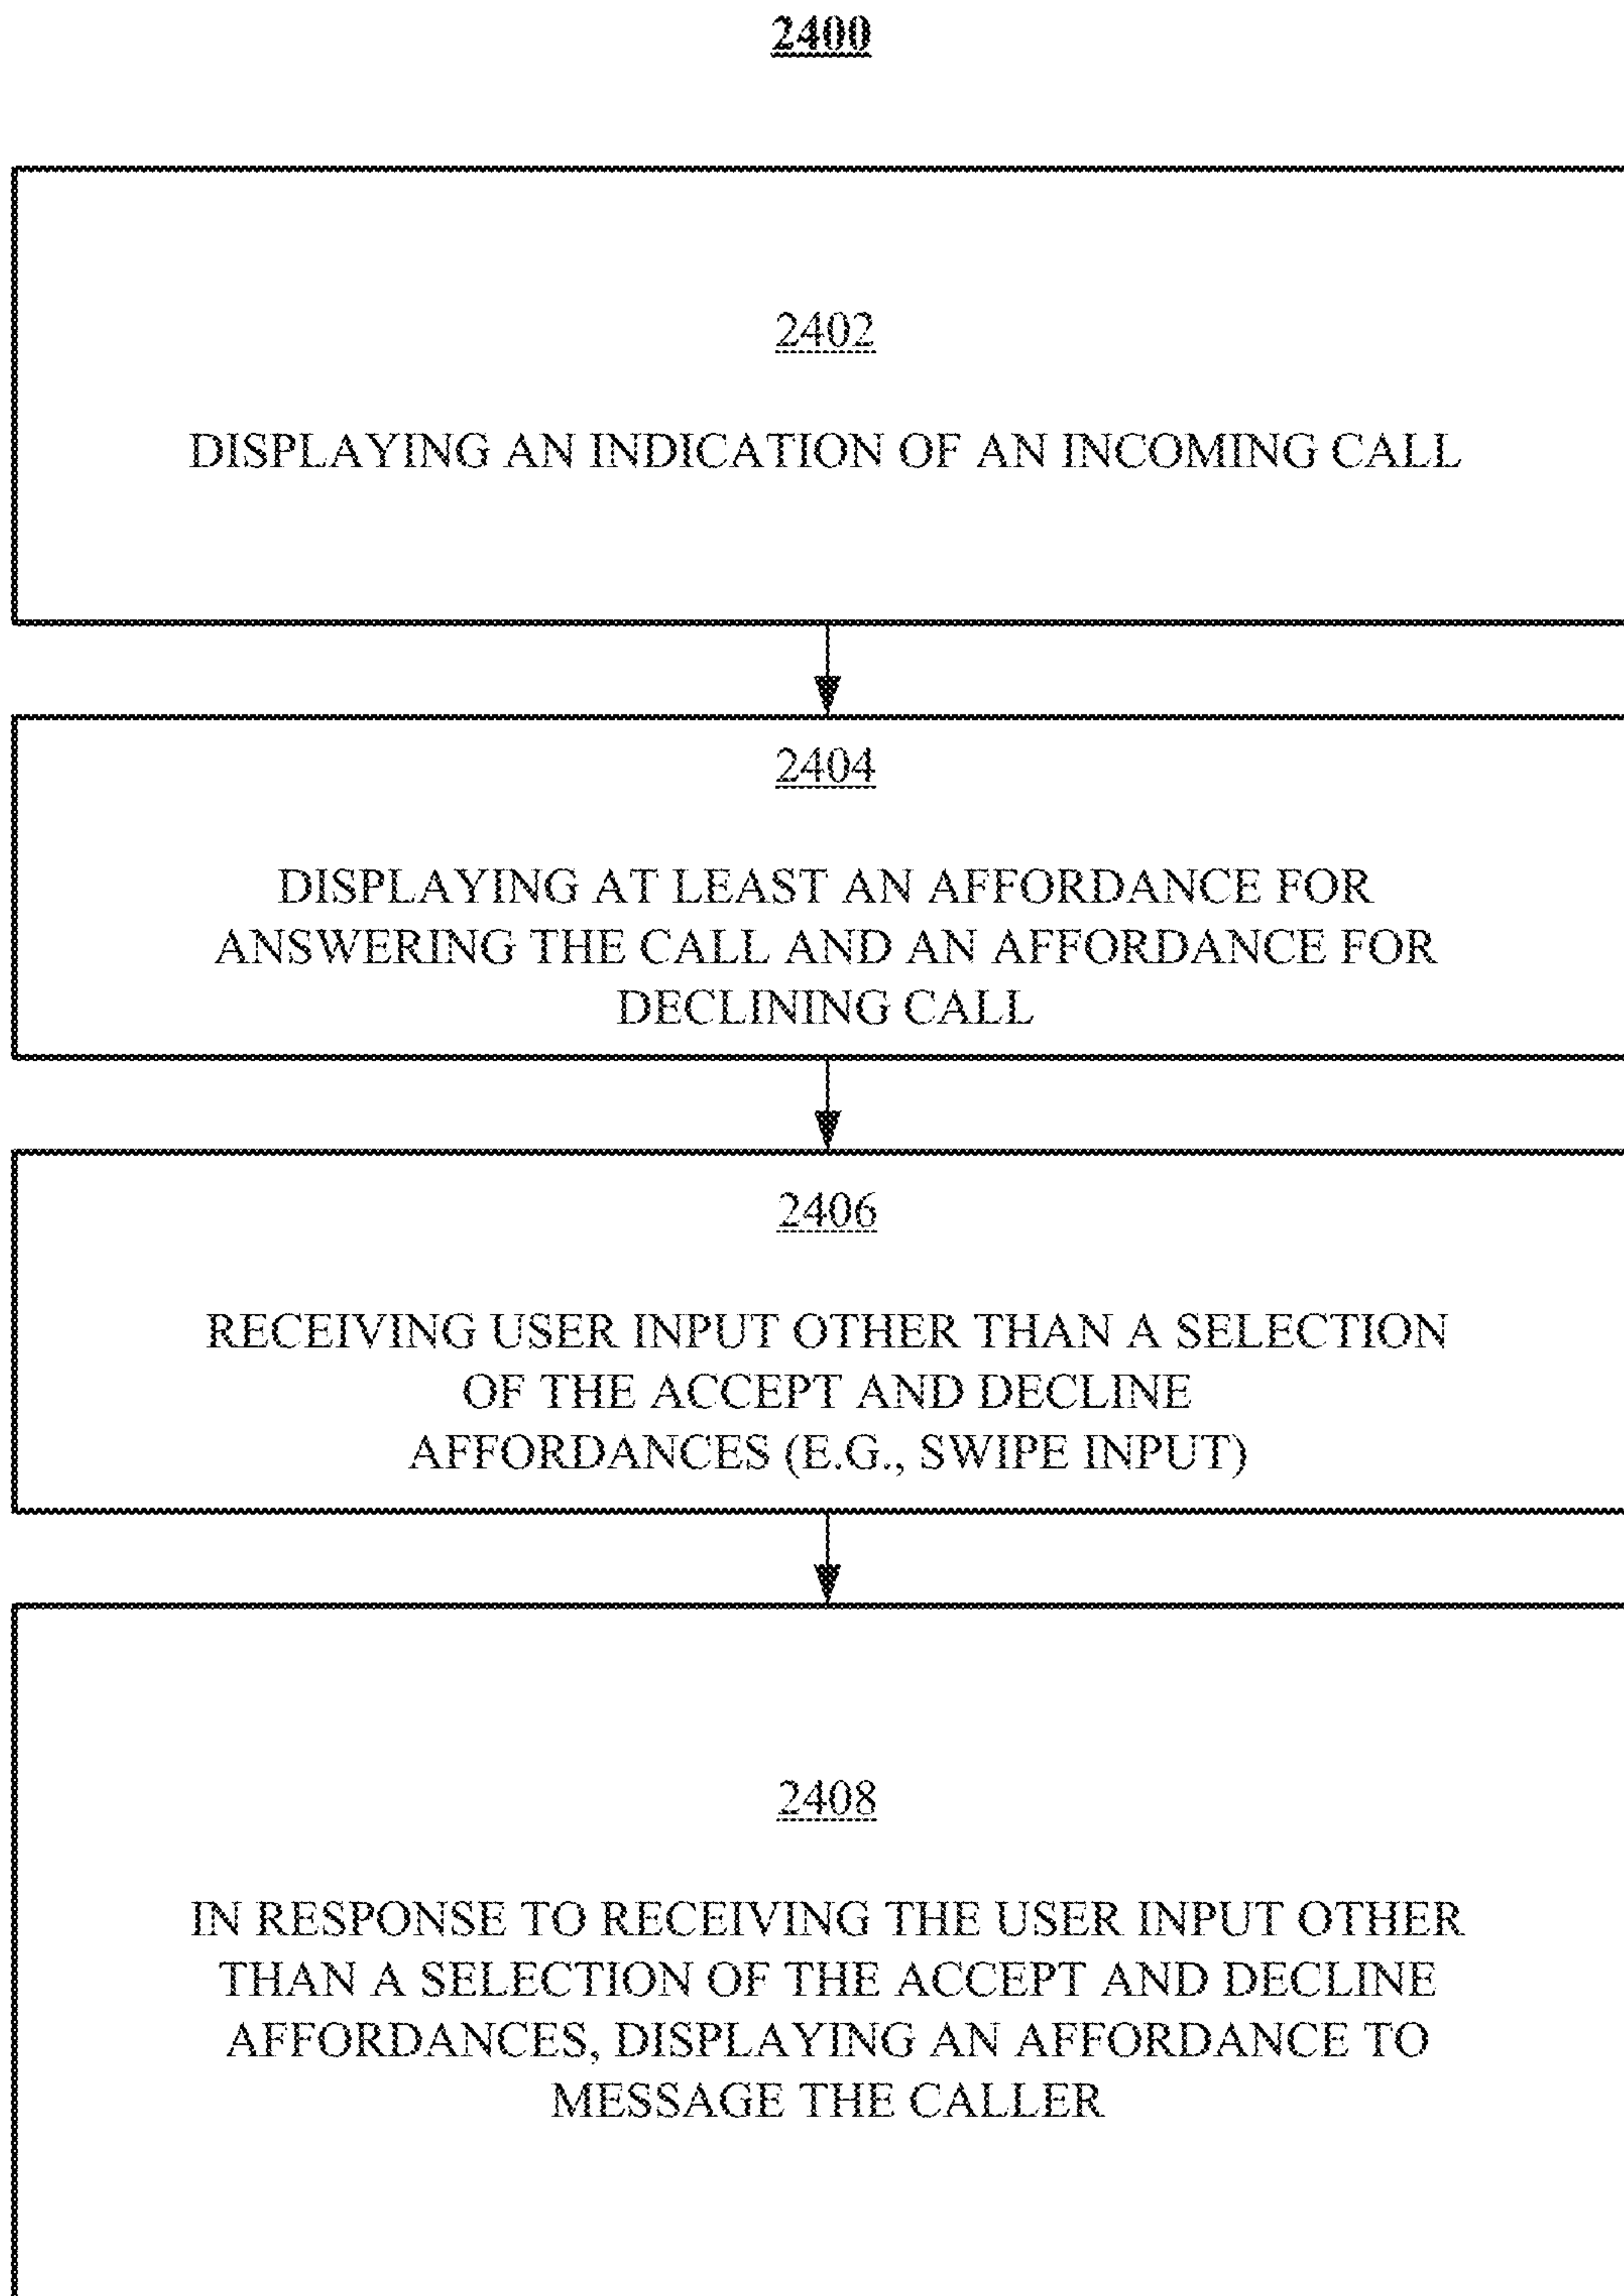 2400
2402
DISPLAYING AN INDICATION OF AN INCOMING CALL
2404
DISPLAYING AT LEAST AN AFFORDANCE FOR
ANSWERING THE CALL AND AN AFFORDANCE FOR
DECLINING CALL
2406
RECEIVING USER INPUT OTHER THAN A SELECTION
OF THE ACCEPT AND DECLINE
AFFORDANCES (E.G., SWIPE INPUT)
2408
IN RESPONSE TO RECEIVING THE USER INPUT OTHER
THAN A SELECTION OF THE ACCEPT AND DECLINE
AFFORDANCES, DISPLAYING AN AFFORDANCE TO
MESSAGE THE CALLER